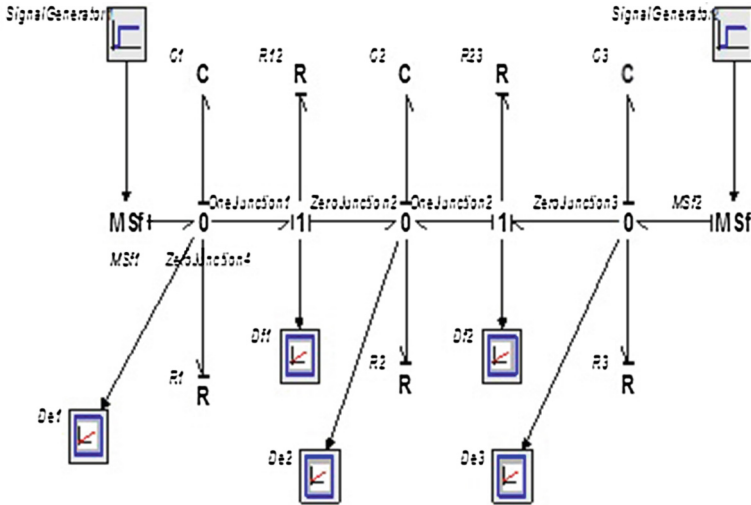 SignalGenerator1
SignalGenerator2
C1
R12
C2
R23
C3
C
R
C
R
C
OneJunction1
ZeroJunction2
OneJunction2
ZeroJunction3
MSf2
MSf
0
1
0
1
0
MSf
MSf1
ZeroJunction4
Df1
Df2
R1
R
R2
R
R3
R
De1
De2
De3